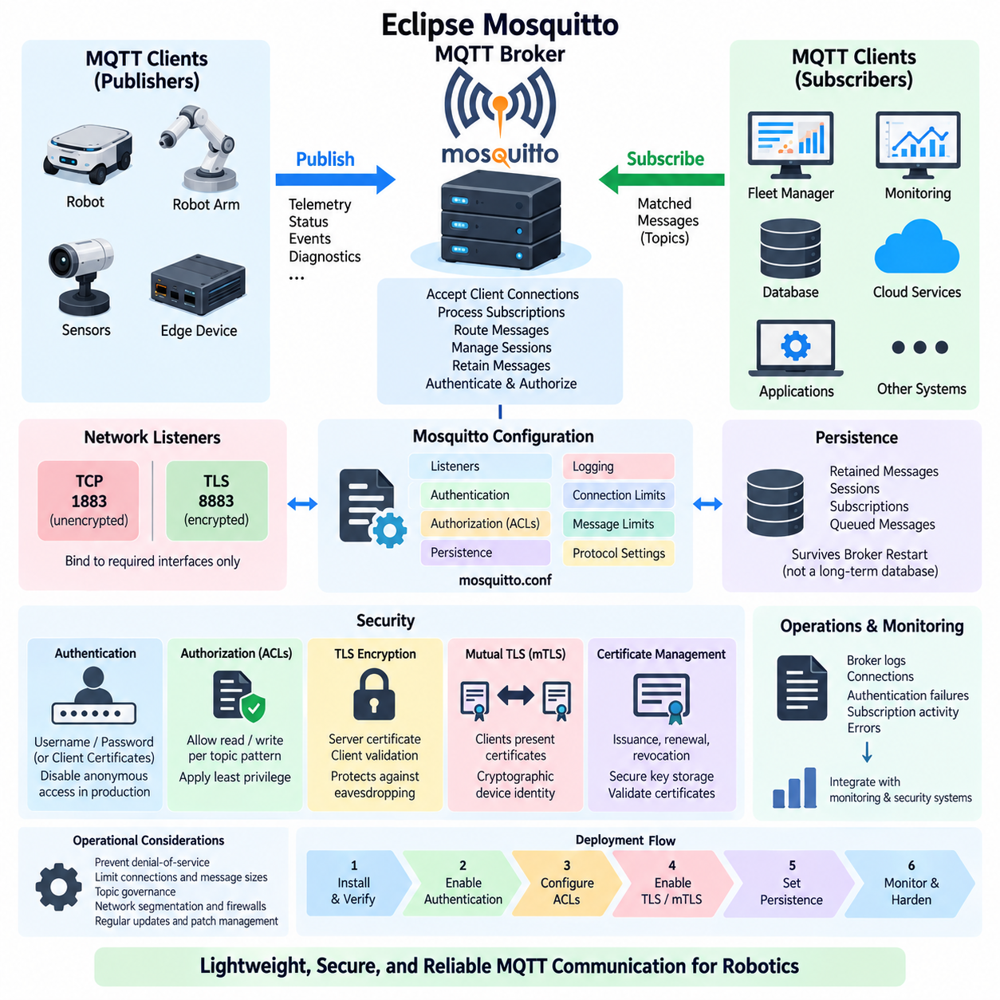 Eclipse Mosquitto
MQTT Broker
mosquitto
MQTT Clients
(Publishers)
Robot
Robot Arm
Sensors
Edge Device
Publish
Telemetry
Status
Events
Diagnostics
...
Subscribe
Matched
Messages
(Topics)
MQTT Clients
(Subscribers)
Fleet Manager
Monitoring
Database
Cloud Services
Applications
Other Systems
Accept Client Connections
Process Subscriptions
Route Messages
Manage Sessions
Retain Messages
Authenticate & Authorize
Network Listeners
TCP
1883
(unencrypted)
TLS
8883
(encrypted)
Bind to required interfaces only
Mosquitto Configuration
Listeners
Logging
Authentication
Connection Limits
Authorization (ACLs)
Message Limits
Persistence
Protocol Settings
mosquitto.conf
Persistence
Retained Messages
Sessions
Subscriptions
Queued Messages
Survives Broker Restart
(not a long-term database)
Security
Authentication
Username / Password
(or Client Certificates)
Disable anonymous
access in production
Authorization (ACLs)
Allow read / write
per topic pattern
Apply least privilege
TLS Encryption
Server certificate
Client validation
Protects against
eavesdropping
Mutual TLS (mTLS)
Clients present
certificates
Cryptographic
device identity
Certificate Management
Issuance, renewal,
revocation
Secure key storage
Validate certificates
Operations & Monitoring
Broker logs
Connections
Authentication failures
Subscription activity
Errors
Integrate with
monitoring & security systems
Operational Considerations
Prevent denial-of-service
Limit connections and message sizes
Topic governance
Network segmentation and firewalls
Regular updates and patch management
Deployment Flow
1
Install
& Verify
2
Enable
Authentication
3
Configure
ACLs
4
Enable
TLS / mTLS
5
Set
Persistence
6
Monitor &
Harden
Lightweight, Secure, and Reliable MQTT Communication for Robotics